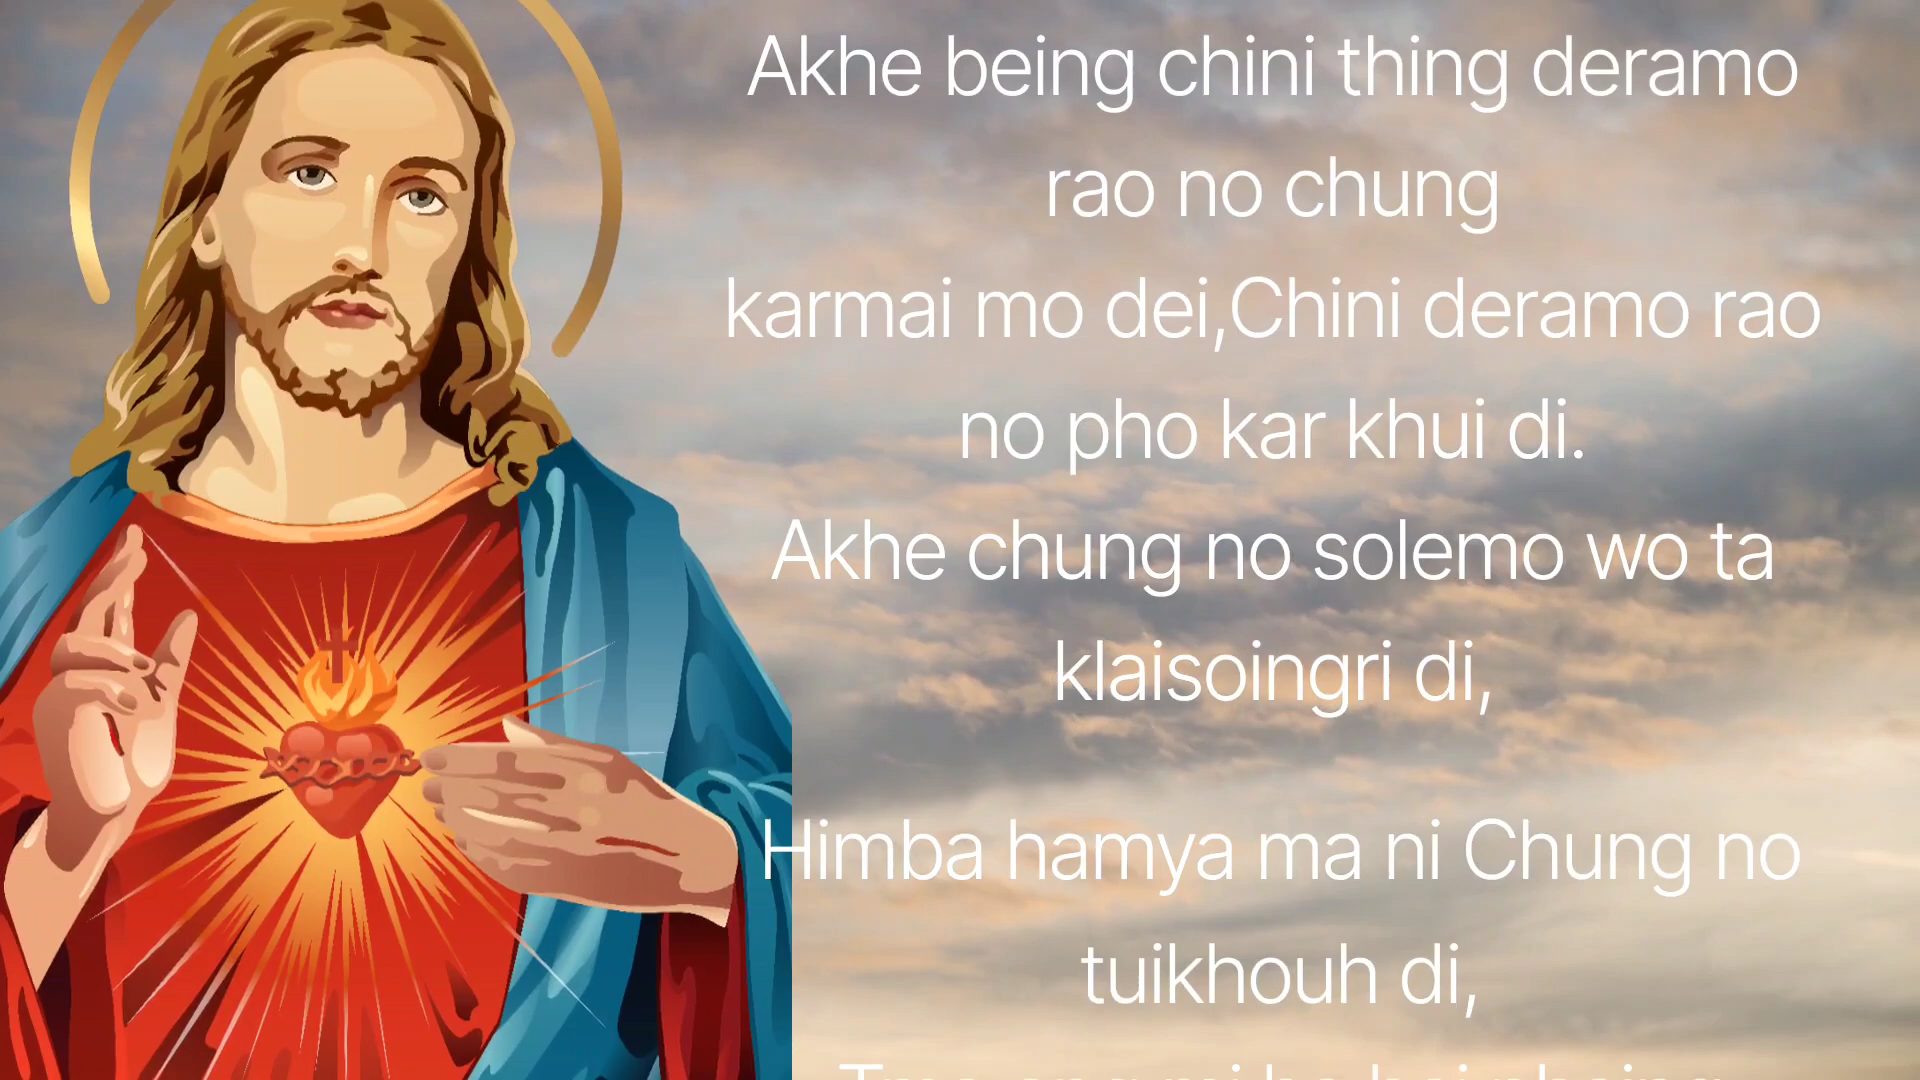 Akhe being chini thing deramo
rao no chung
karmai mo dei,Chini deramo rao
no pho kar khui di.
Akhe chung no solemo wo ta
klaisoingri di,
Himba hamya ma ni Chung no
tuikhouh di,